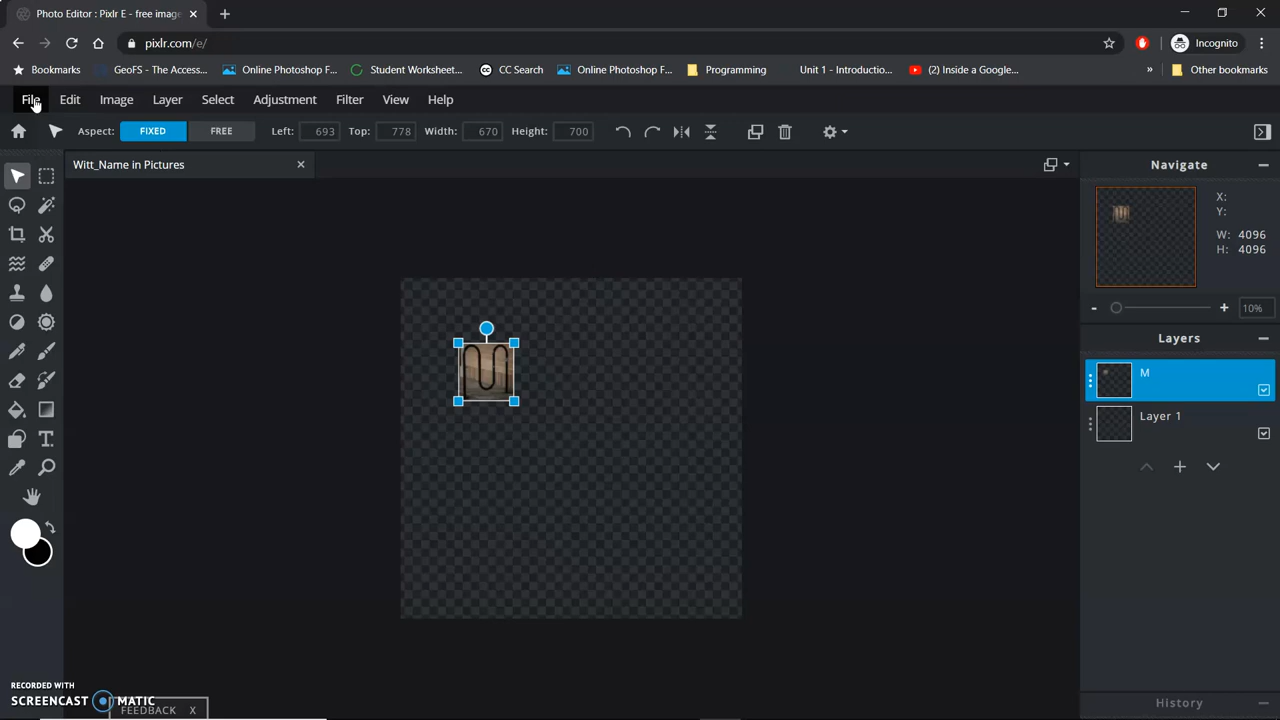 Photo Editor : Pixlr E - free image
pixlr.com/e/
Incognito
Bookmarks
GeoFS - The Access...
Online Photoshop F...
Student Worksheet...
CC Search
Online Photoshop F...
Programming
Unit 1 - Introductio...
(2) Inside a Google...
»
Other bookmarks
File Edit Image Layer Select Adjustment Filter View Help
Aspect: FIXED FREE Left: 693 Top: 778 Width: 670 Height: 700
Witt_Name in Pictures
Navigate
X:
Y:
W: 4096
H: 4096
10%
Layers
M
Layer 1
RECORDED WITH
SCREENCAST MATIC
FEEDBACK X
History